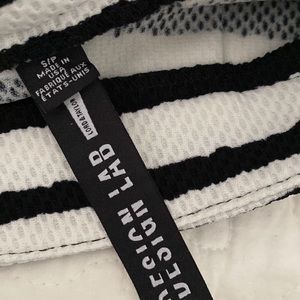 S/P
MADE IN
USA
FABRIQUÉ AUX
ÉTATS-UNIS
LORD & TAYLOR
DESIGN LAB
DESIGN LAB